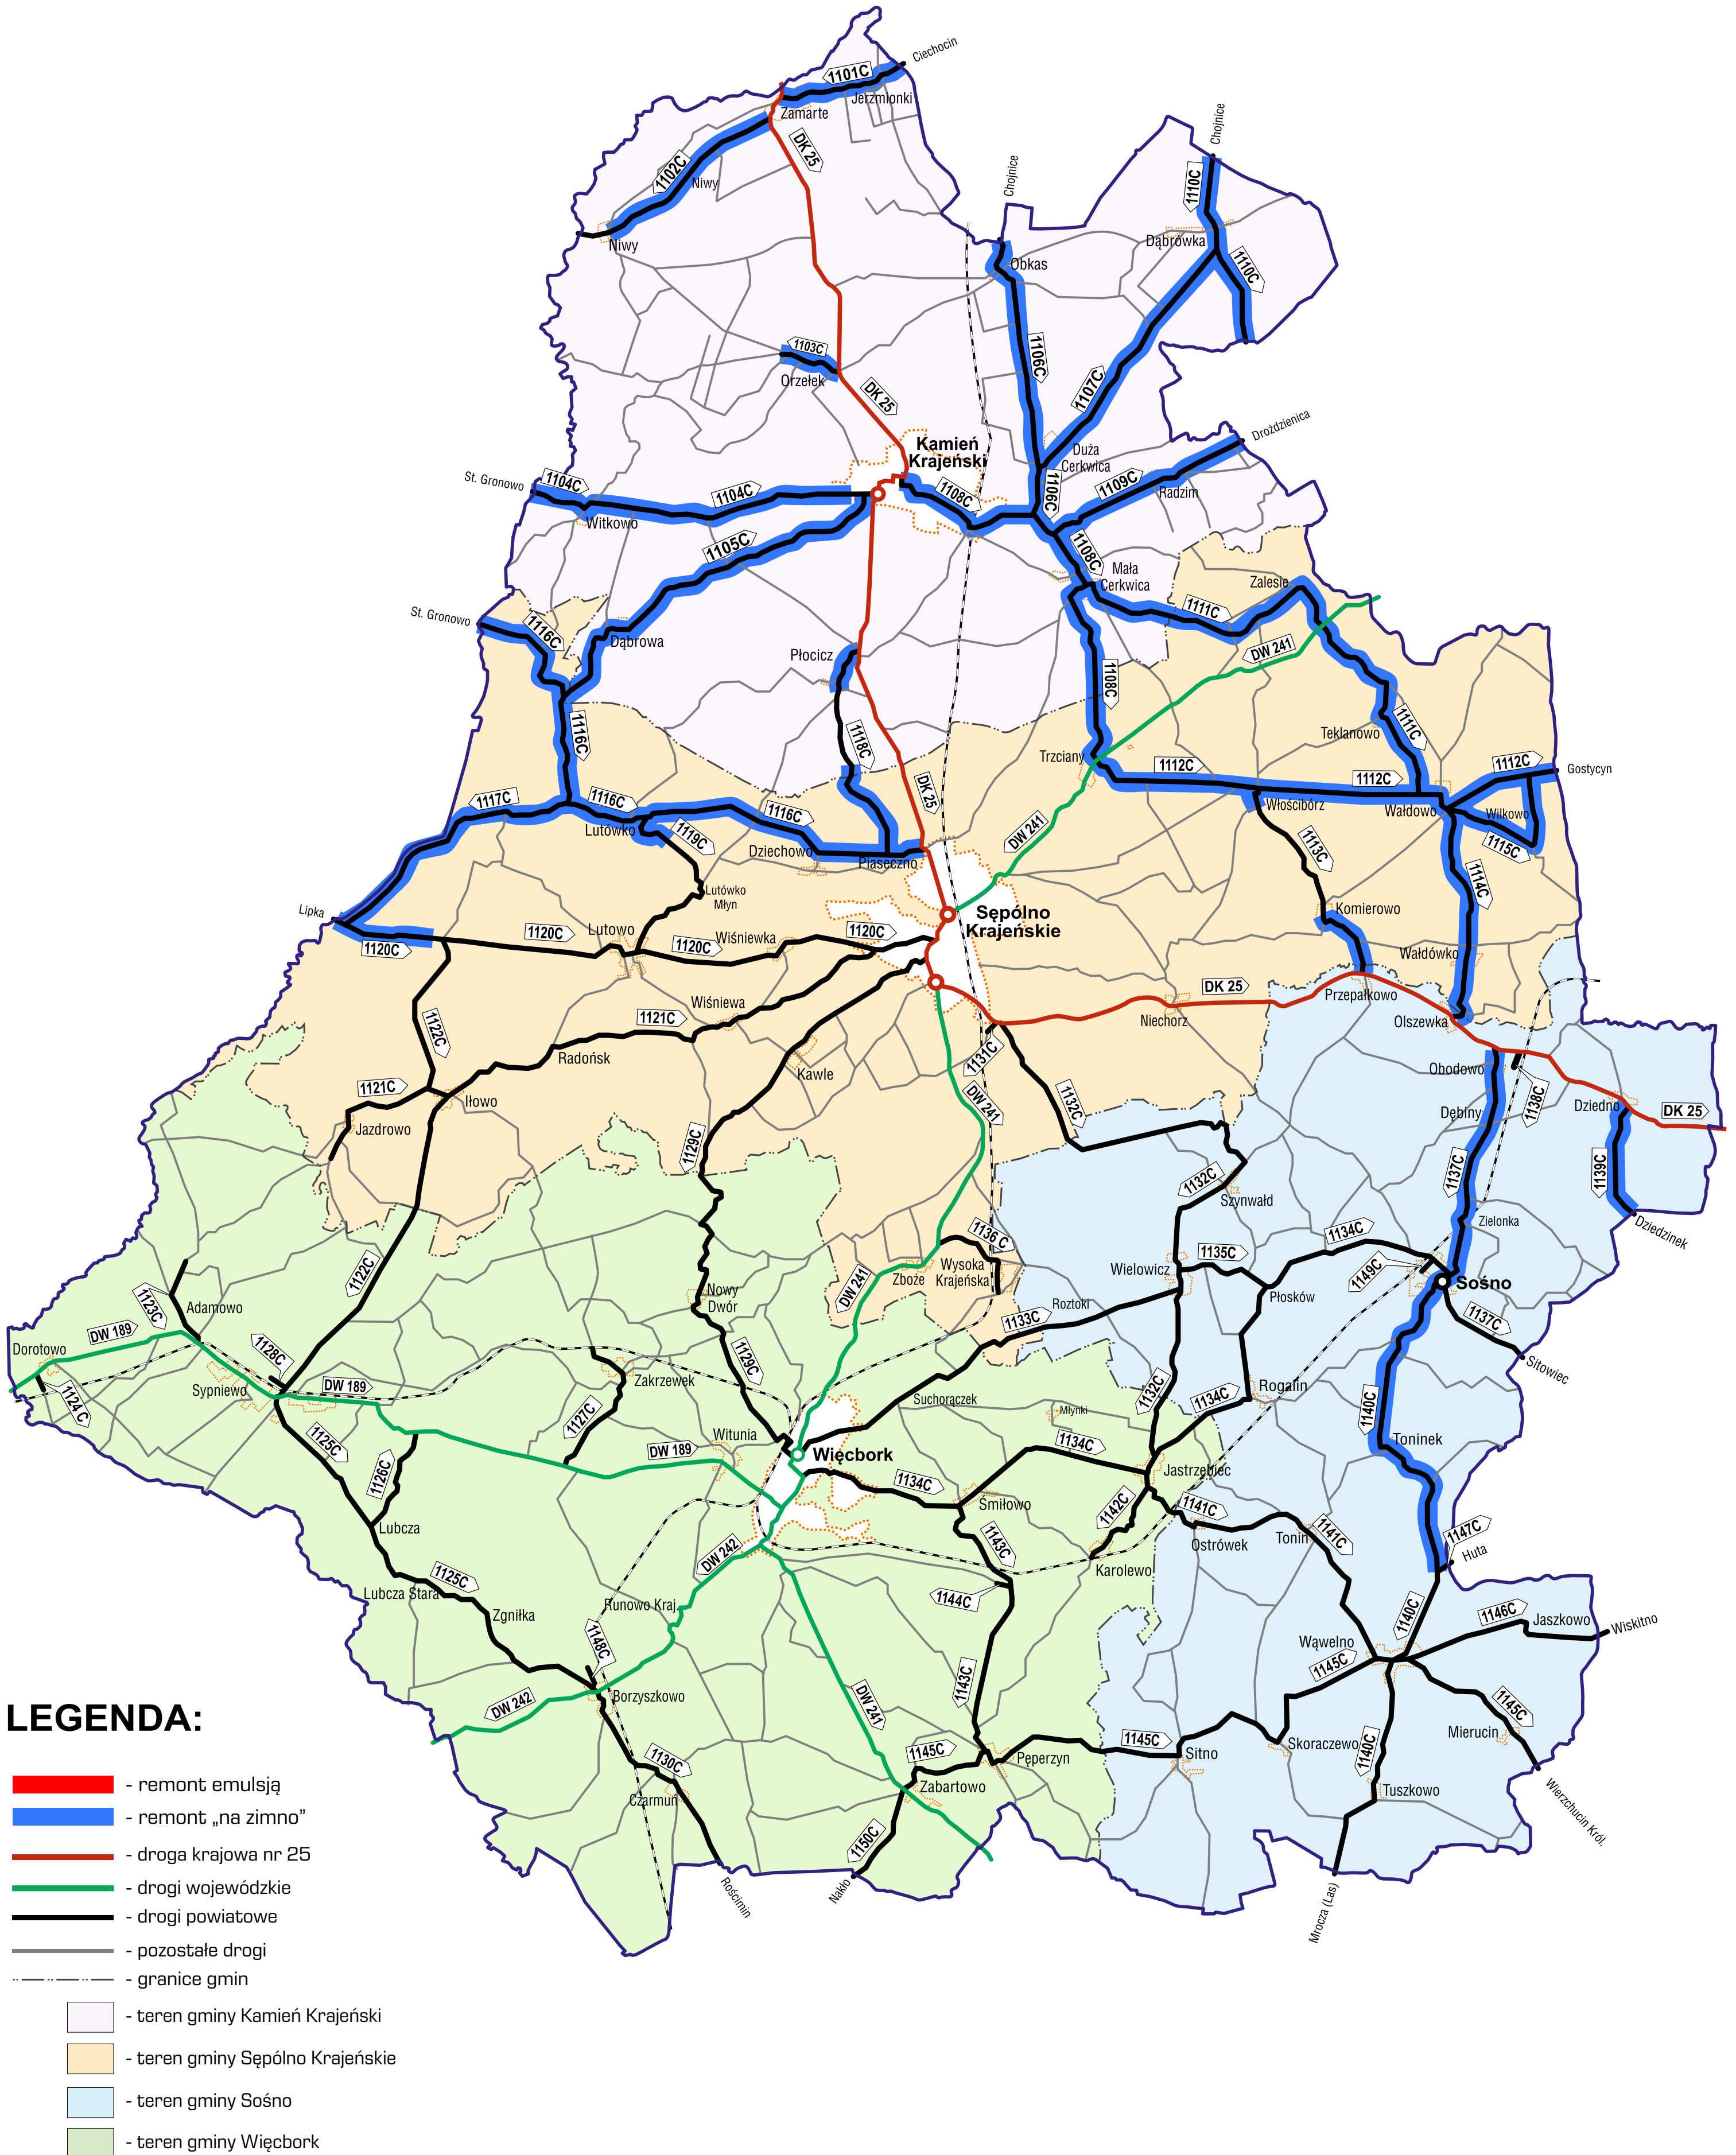 Ciechocin
1101C
Jerzmionki
Zamarte
DK 25
1102C
Niwy
Niwy
Chojnice
Chojnice
1110C
Dąbrówka
1110C
Obkas
1103C
Orzełek
1106C
1107C
DK 25
Kamień
Krajeński
Duża
Cerkwica
Drożdzienica
St. Gronowo
1104C
1104C
Witkowo
1108C
1106C
1109C
Radzim
1105C
1108C
Mała
Cerkwica
Zalesie
St. Gronowo
1116C
Dąbrowa
1111C
DW 241
Płocicz
1108C
1116C
1118C
Teklanowo
1111C
Trzciany
1112C
1112C
1112C
Gostycyn
DK 25
1117C
1116C
1116C
Lutówko
1119C
Dziechowo
Piaseczno
DW 241
Włościbórz
Wałdowo
Wilkowo
1115C
1113C
1114C
Lutówko
Młyn
Lipka
1120C
1120C
Lutowo
1120C
Wiśniewka
1120C
Sępólno
Krajeńskie
Komierowo
Wałdówko
Wiśniewa
1121C
DK 25
Przepałkowo
Niechorz
Olszewka
1122C
Radońsk
Kawle
1131C
1132C
DW 241
Obodowo
Dębiny
1138C
Dziedno
DK 25
1121C
Iłowo
Jazdrowo
1129C
1137C
1139C
1132C
Szynwałd
Zielonka
Dziedzinek
1122C
1136 C
Wysoka
Krajeńska
Zboże
DW 241
Wielowicz
1135C
1134C
1149C
Sośno
Płosków
1137C
Sitowiec
1123C
Adamowo
DW 189
Dorotowo
Nowy
Dwór
Roztoki
1133C
1128C
Sypniewo
DW 189
1124 C
1129C
Zakrzewek
1127C
Suchorączek
Młynki
1132C
1134C
Rogalin
1140C
Toninek
1125C
1126C
Lubcza
DW 189
Witunia
Więcbork
1134C
1134C
Jastrzębiec
Śmiłowo
1142C
1141C
Ostrówek
Tonin
1141C
1147C
Huta
Karolewo
1143C
1144C
DW 242
Lubcza Stara
1125C
Zgniłka
Runowo Kraj.
1148C
1140C
1146C
Jaszkowo
Wiskitno
Wąwelno
1145C
1143C
DW 242
Borzyszkowo
DW 241
1145C
Mierucin
1130C
Czarmuń
1145C
Pęperzyn
1145C
Sitno
Skoraczewo
1140C
Tuszkowo
Zabartowo
1150C
Nakło
Rościmin
Mrocza (Las)
Wierzchucin Król.
LEGENDA:
- remont emulsją
- remont „na zimno”
- droga krajowa nr 25
- drogi wojewódzkie
- drogi powiatowe
- pozostałe drogi
- granice gmin
- teren gminy Kamień Krajeński
- teren gminy Sępólno Krajeńskie
- teren gminy Sośno
- teren gminy Więcbork